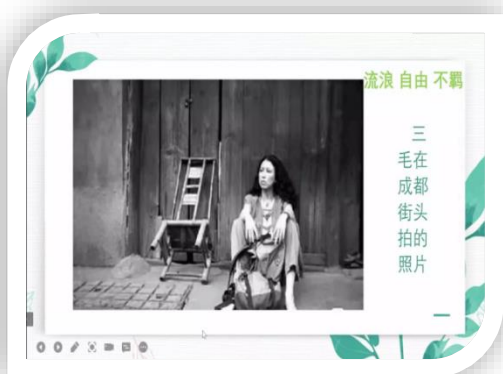 流浪 自由 不羁
三
毛在
成都
街头
拍的
照片